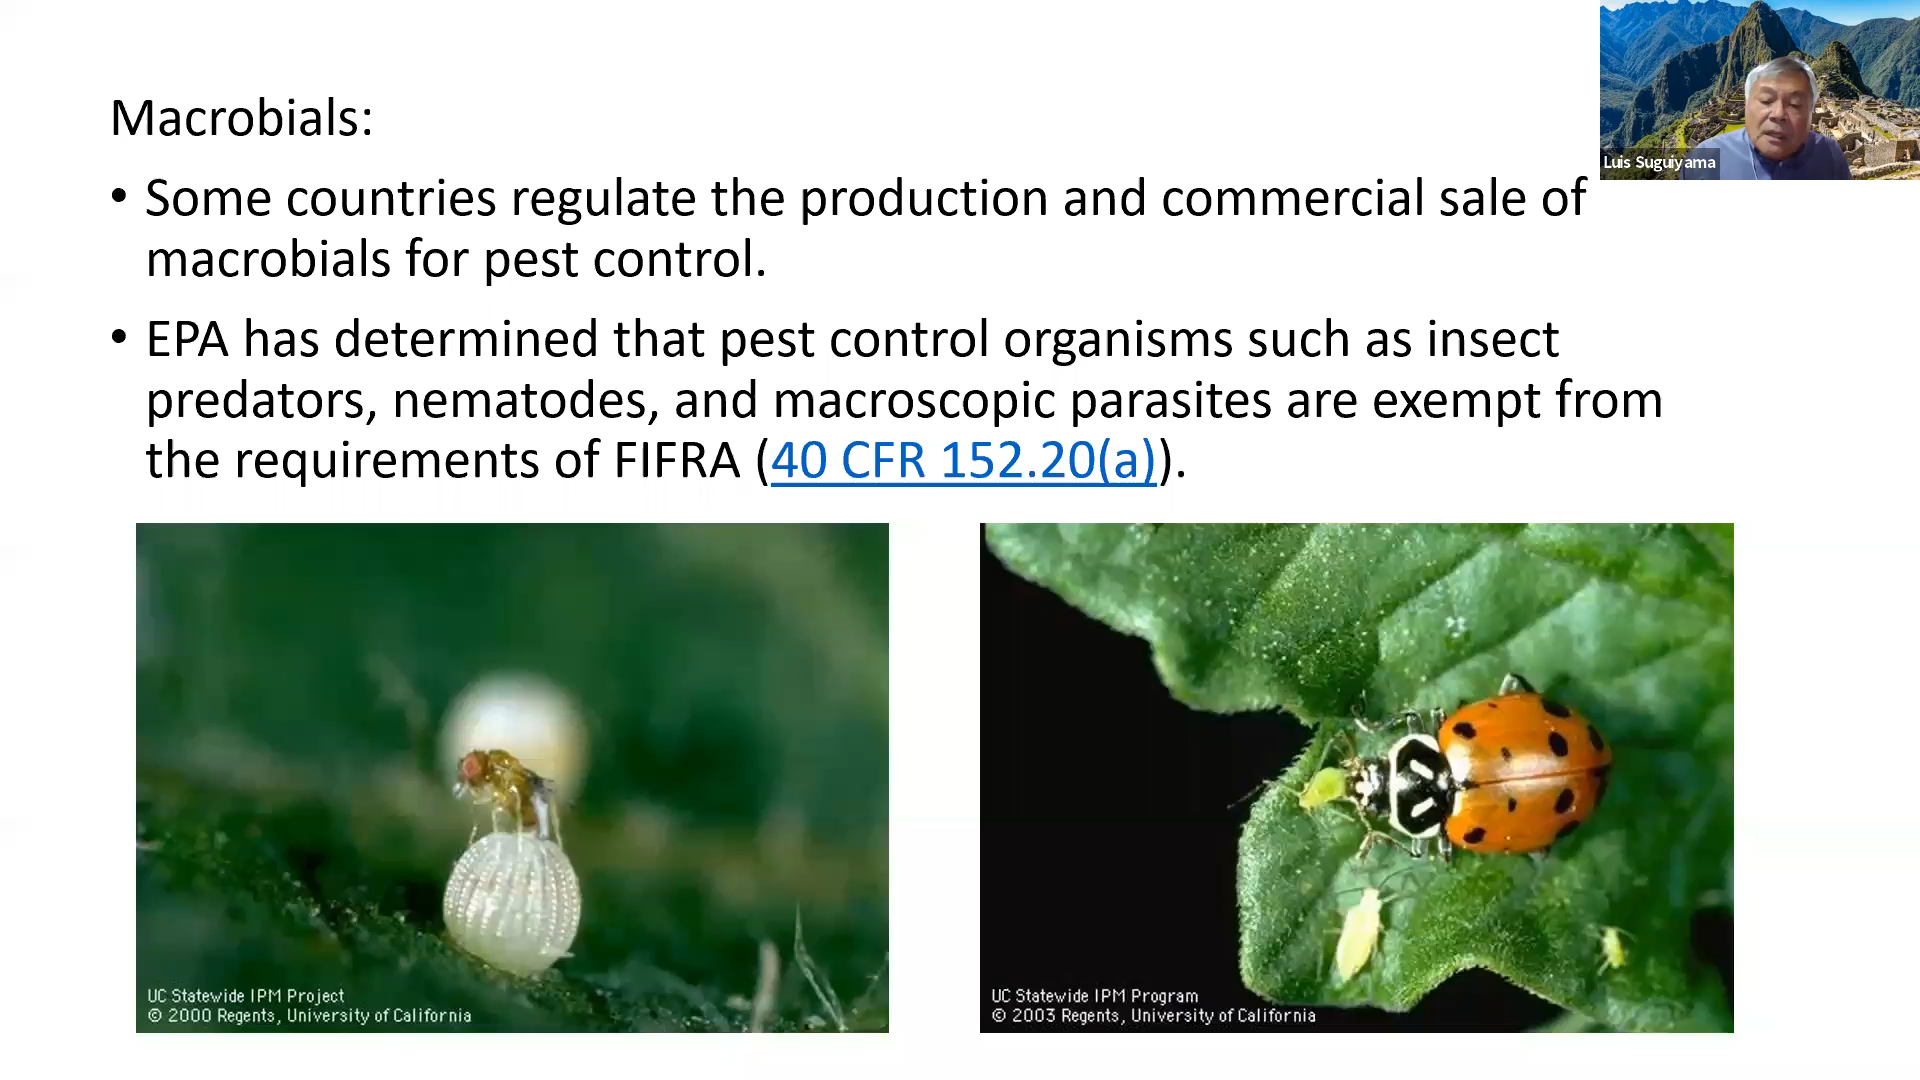 Macrobials:
• Some countries regulate the production and commercial sale of
macrobials for pest control.
• EPA has determined that pest control organisms such as insect
predators, nematodes, and macroscopic parasites are exempt from
the requirements of FIFRA (40 CFR 152.20(a)).
Luis Suguiyama
UC Statewide IPM Project
© 2000 Regents, University of California
UC Statewide IPM Program
© 2003 Regents, University of California